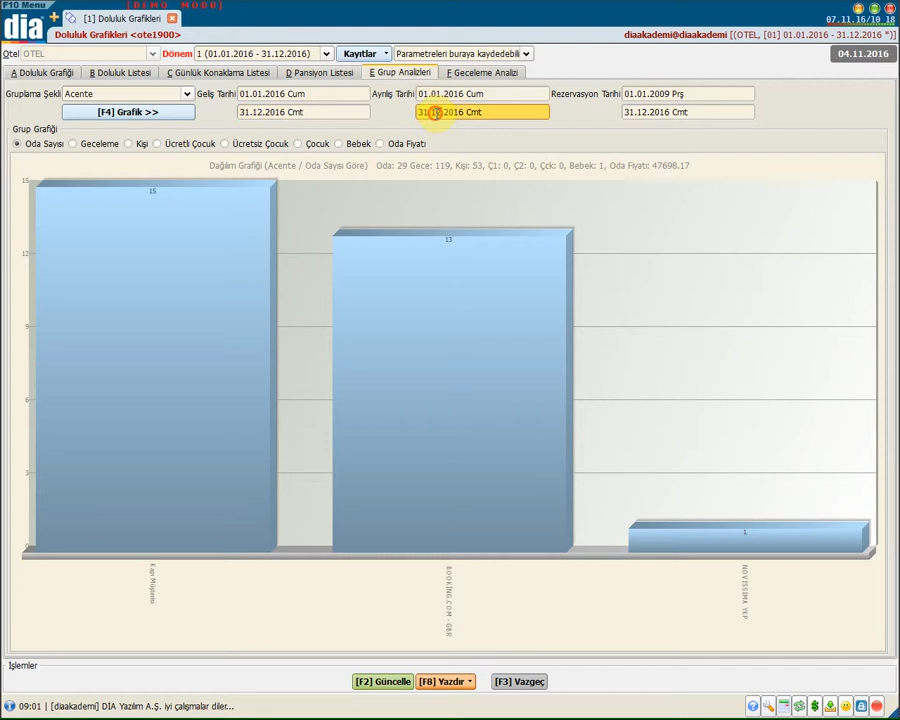 F10 Menu
[DEMO MODU]
dia
[1] Doluluk Grafikleri
07.11.16/10 18
Doluluk Grafikleri <ote1900>
diaakademi@diaakademi [(OTEL, [01] 01.01.2016 - 31.12.2016 *)]
Otel OTEL Dönem 1 (01.01.2016 - 31.12.2016) Kayıtlar Parametreleri buraya kaydedebili
04.11.2016
A Doluluk Grafiği B Doluluk Listesi C Günlük Konaklama Listesi D Pansiyon Listesi E Grup Analizleri F Geceleme Analizi
Gruplama Şekli Acente Geliş Tarihi 01.01.2016 Cum Ayrılış Tarihi 01.01.2016 Cum Rezervasyon Tarihi 01.01.2009 Prş
[F4] Grafik >> 31.12.2016 Cmt 31.12.2016 Cmt 31.12.2016 Cmt
Grup Grafiği
Oda Sayısı Geceleme Kişi Ücretli Çocuk Ücretsiz Çocuk Çocuk Bebek Oda Fiyatı
Dağılım Grafiği (Acente / Oda Sayısı Göre) Oda: 29 Gece: 119, Kişi: 53, Ç1: 0, Ç2: 0, Çck: 0, Bebek: 1, Oda Fiyatı: 47698.17
15
12
9
6
3
0
15
13
1
Kapı Müşterisi
BOOKING.COM - GBR
NOVISSIMA YKP
İşlemler
[F2] Güncelle [F8] Yazdır [F3] Vazgeç
09:01 | [diaakademi] DİA Yazılım A.Ş. iyi çalışmalar diler...